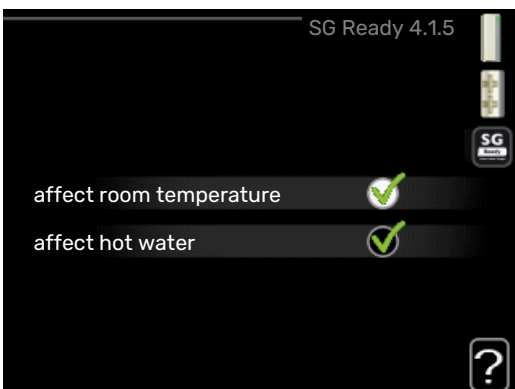 SG Ready 4.1.5
SG
Ready
affect room temperature
affect hot water
?